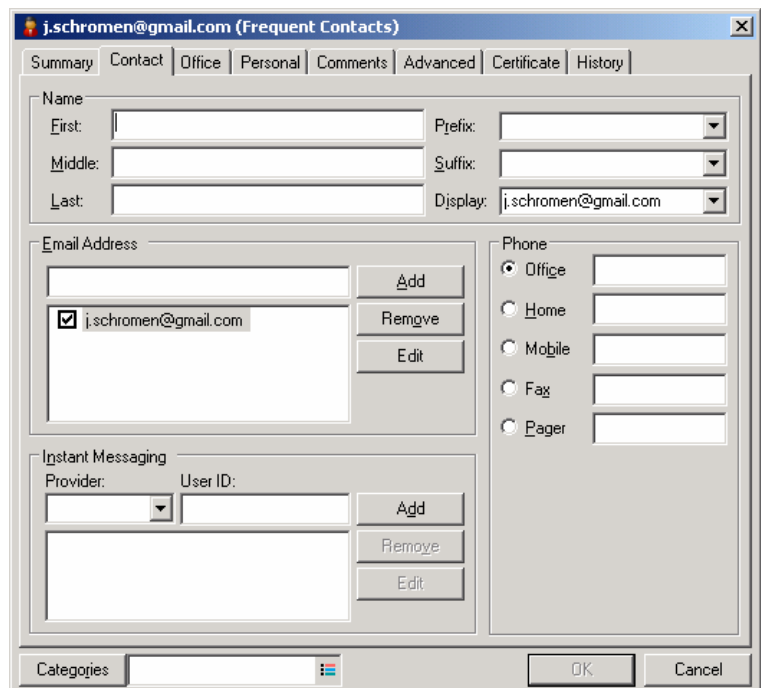 j.schromen@gmail.com (Frequent Contacts)
Summary Contact Office Personal Comments Advanced Certificate History
Name
First: Prefix:
Middle: Suffix:
Last: Display: j.schromen@gmail.com
Email Address
Add
j.schromen@gmail.com Remove
Edit
Phone
Office
Home
Mobile
Fax
Pager
Instant Messaging
Provider: User ID:
Add
Remove
Edit
Categories OK Cancel